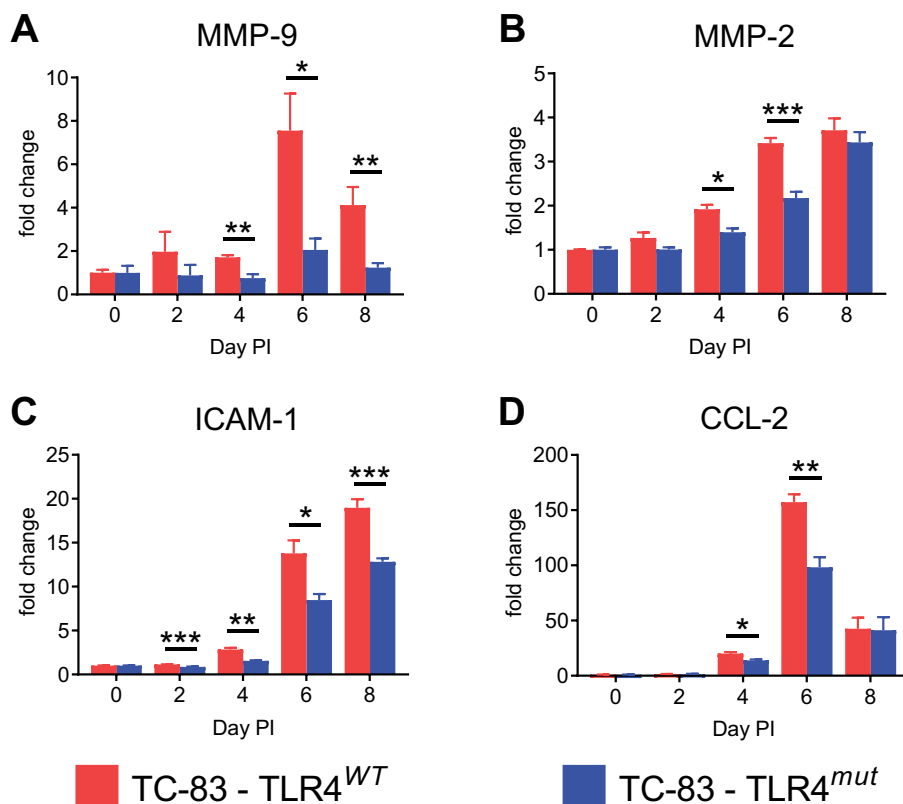 A
MMP-9
fold change
10
8
6
4
2
0
*
**
**
0 2 4 6 8
Day PI
B
MMP-2
fold change
5
4
3
2
1
0
***
*
0 2 4 6 8
Day PI
C
ICAM-1
fold change
25
20
15
10
5
0
***
*
**
***
0 2 4 6 8
Day PI
D
CCL-2
fold change
200
150
100
50
0
**
*
0 2 4 6 8
Day PI
TC-83 - TLR4WT
TC-83 - TLR4mut